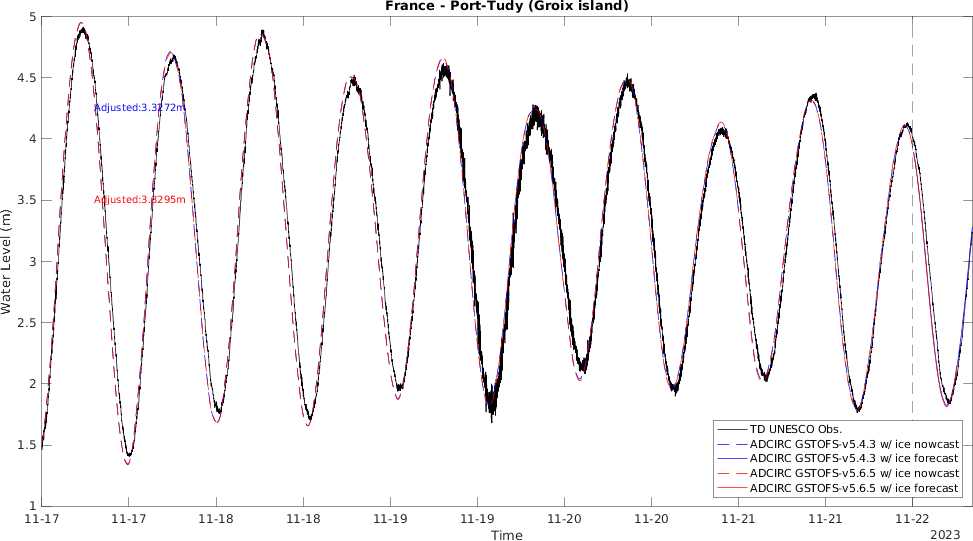 France - Port-Tudy (Groix island)
5
4.5
4
3.5
3
2.5
2
1.5
1
Water Level (m)
Adjusted:3.3272m
Adjusted:3.3295m
TD UNESCO Obs.
ADCIRC GSTOFS-v5.4.3 w/ ice nowcast
ADCIRC GSTOFS-v5.4.3 w/ ice forecast
ADCIRC GSTOFS-v5.6.5 w/ ice nowcast
ADCIRC GSTOFS-v5.6.5 w/ ice forecast
11-17 11-17 11-18 11-18 11-19 11-19 11-20 11-20 11-21 11-21 11-22
Time
2023